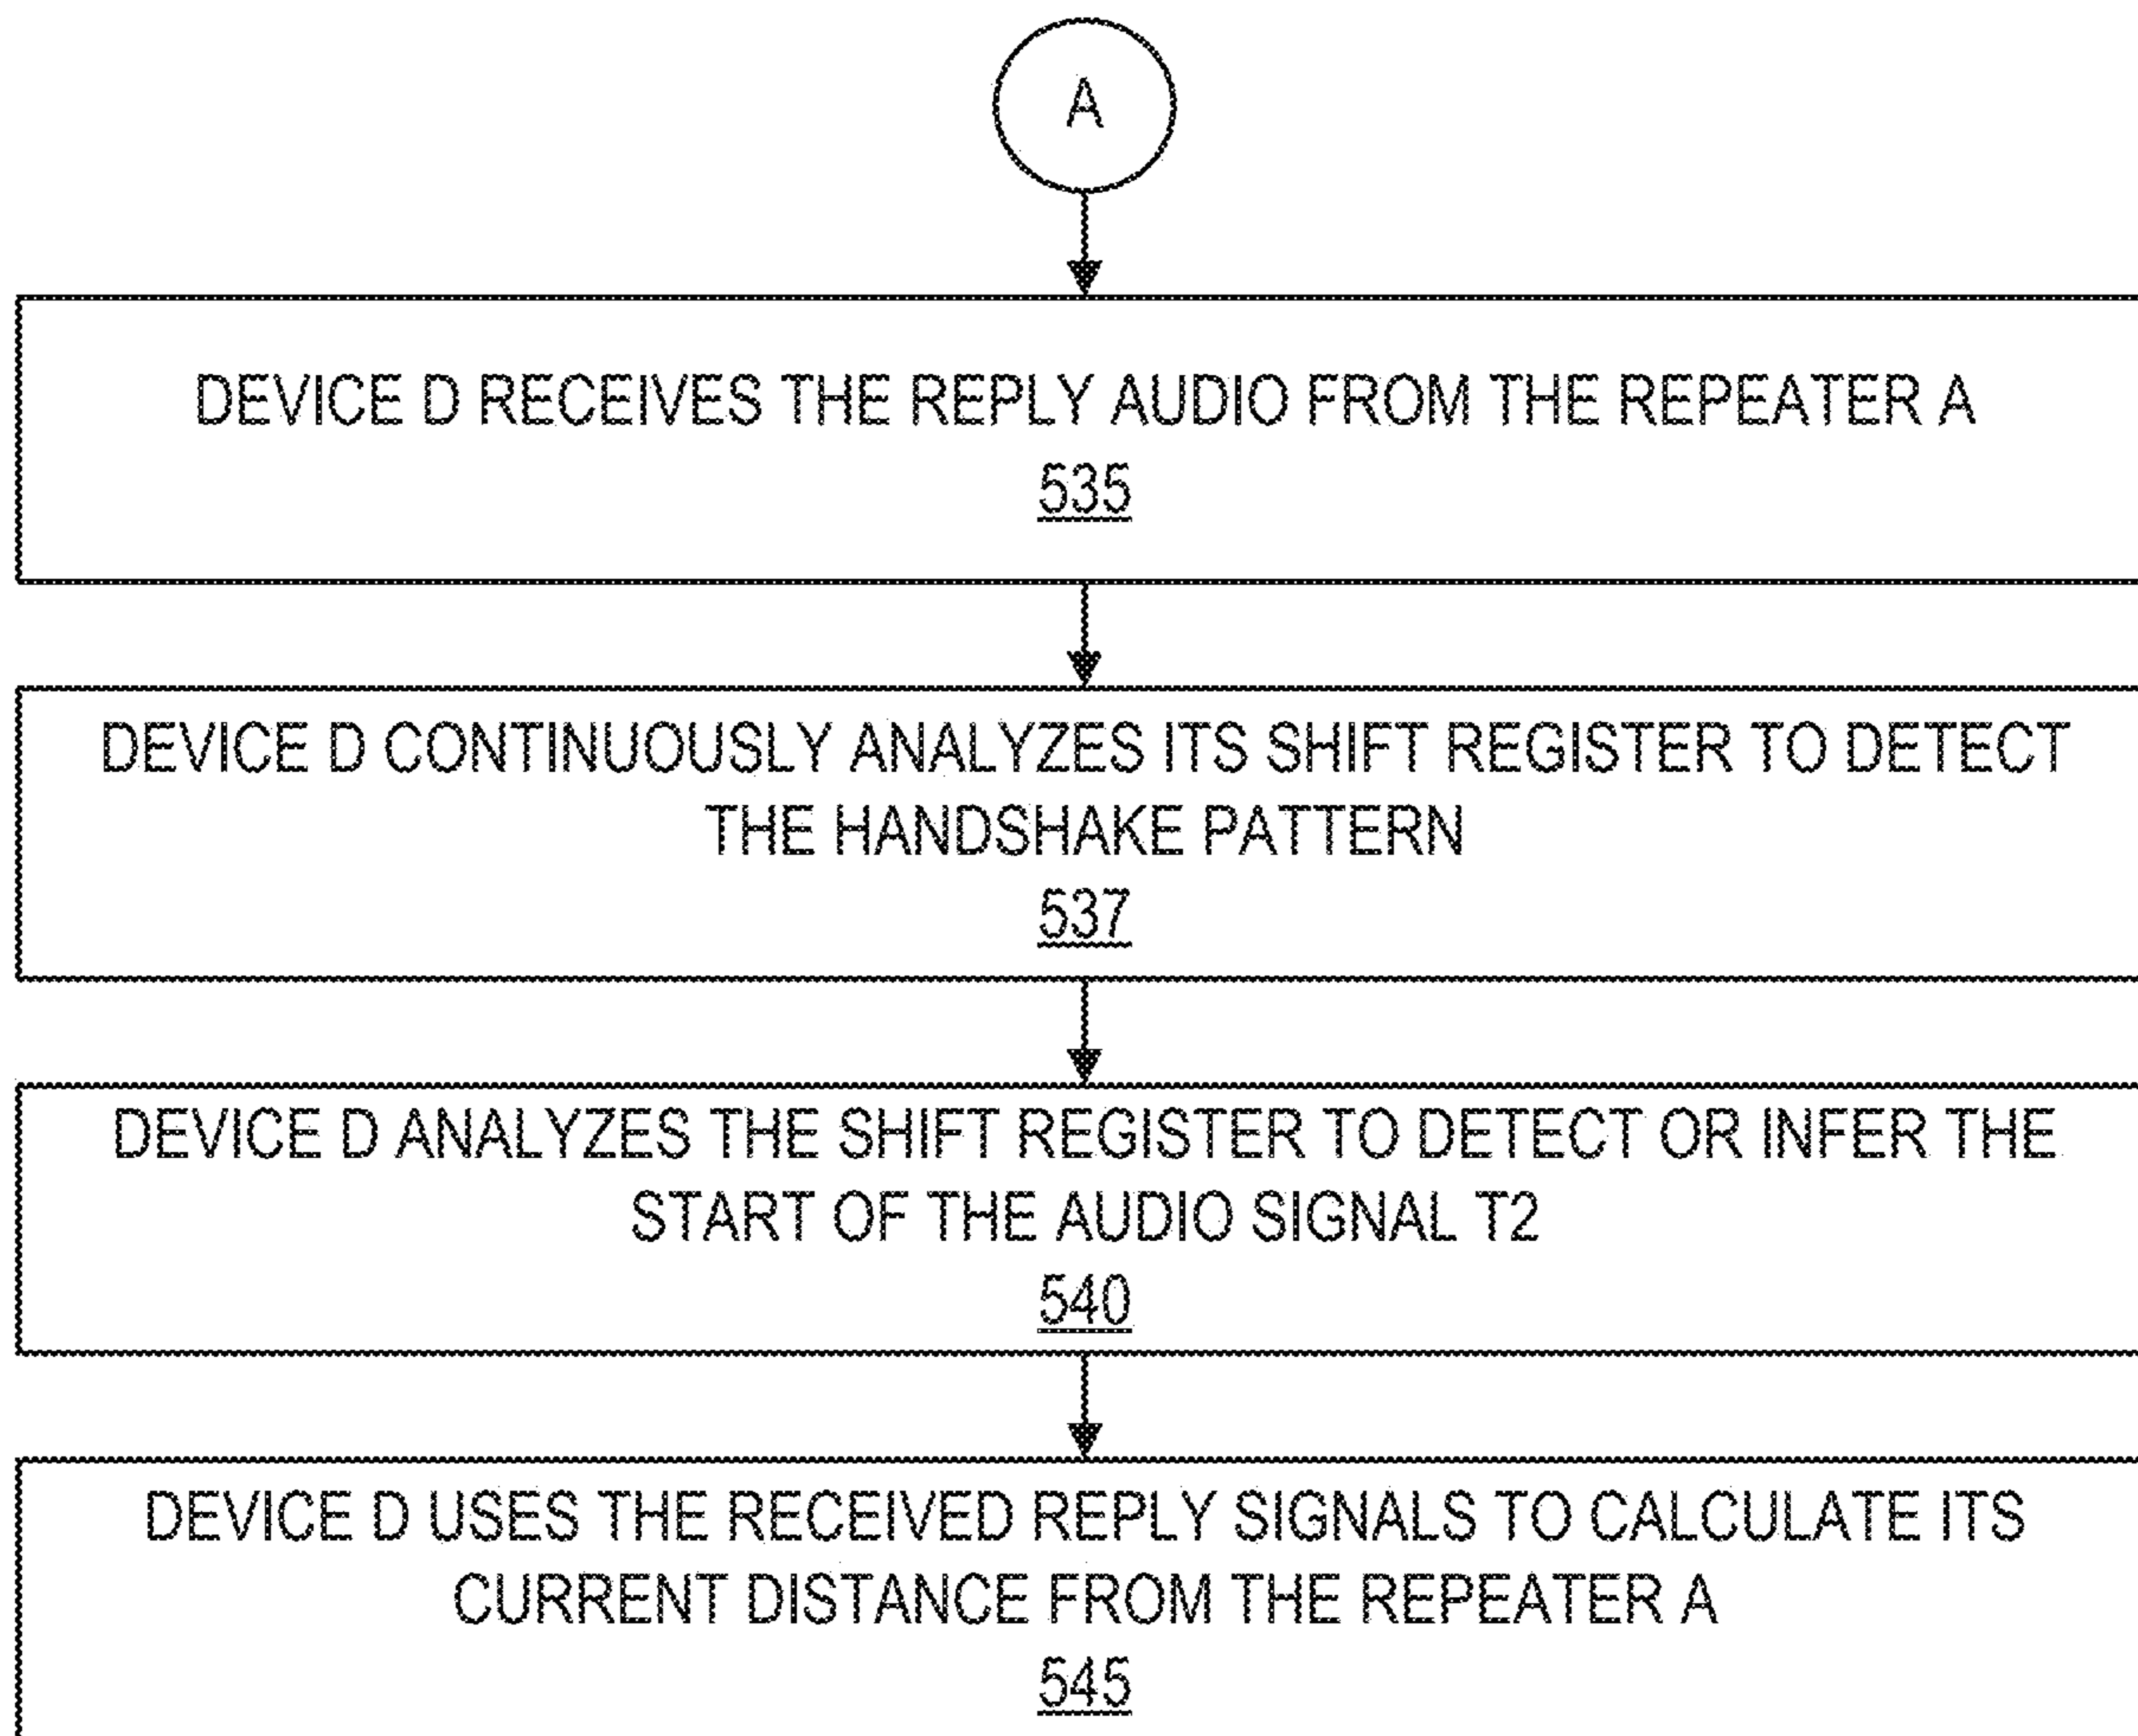 A
DEVICE D RECEIVES THE REPLY AUDIO FROM THE REPEATER A
535
DEVICE D CONTINUOUSLY ANALYZES ITS SHIFT REGISTER TO DETECT
THE HANDSHAKE PATTERN
537
DEVICE D ANALYZES THE SHIFT REGISTER TO DETECT OR INFER THE
START OF THE AUDIO SIGNAL T2
540
DEVICE D USES THE RECEIVED REPLY SIGNALS TO CALCULATE ITS
CURRENT DISTANCE FROM THE REPEATER A
545